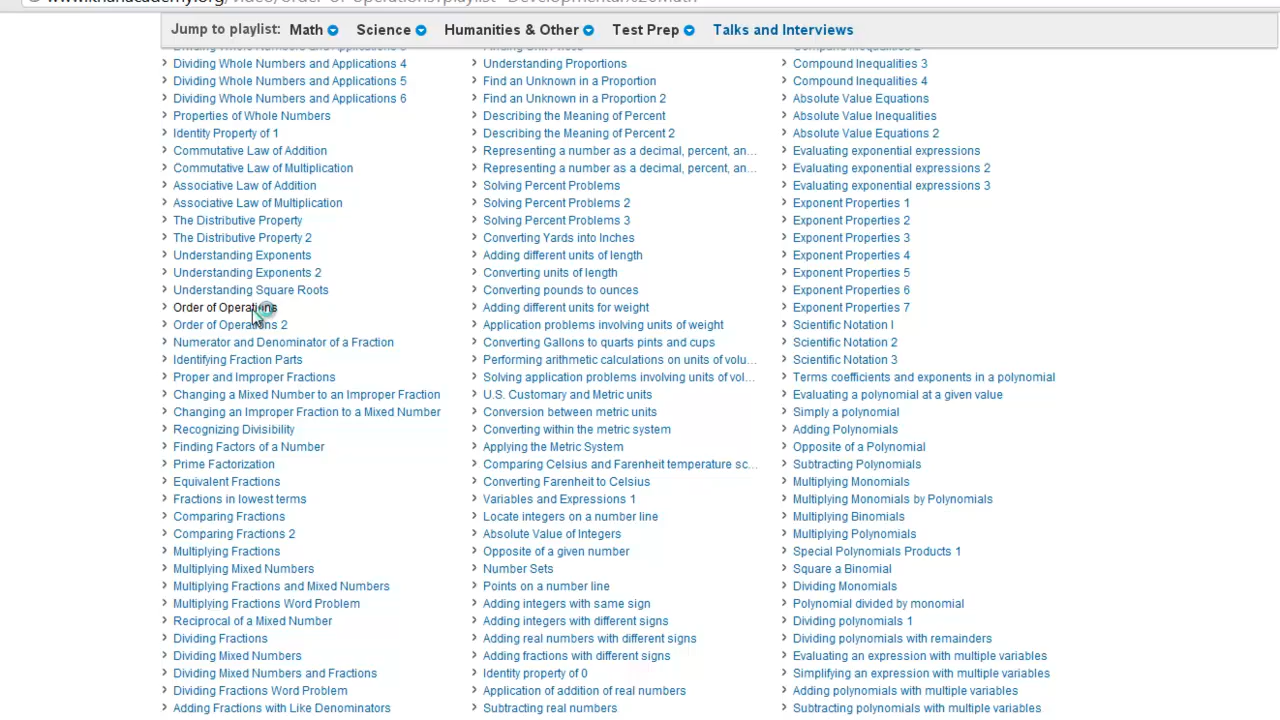 www.khanacademy.org/video/order-of-operations?playlist=Developmental%20Math
Jump to playlist: Math Science Humanities & Other Test Prep Talks and Interviews
Dividing Whole Numbers and Applications 4
Dividing Whole Numbers and Applications 5
Dividing Whole Numbers and Applications 6
Properties of Whole Numbers
Identity Property of 1
Commutative Law of Addition
Commutative Law of Multiplication
Associative Law of Addition
Associative Law of Multiplication
The Distributive Property
The Distributive Property 2
Understanding Exponents
Understanding Exponents 2
Understanding Square Roots
Order of Operations
Order of Operations 2
Numerator and Denominator of a Fraction
Identifying Fraction Parts
Proper and Improper Fractions
Changing a Mixed Number to an Improper Fraction
Changing an Improper Fraction to a Mixed Number
Recognizing Divisibility
Finding Factors of a Number
Prime Factorization
Equivalent Fractions
Fractions in lowest terms
Comparing Fractions
Comparing Fractions 2
Multiplying Fractions
Multiplying Mixed Numbers
Multiplying Fractions and Mixed Numbers
Multiplying Fractions Word Problem
Reciprocal of a Mixed Number
Dividing Fractions
Dividing Mixed Numbers
Dividing Mixed Numbers and Fractions
Dividing Fractions Word Problem
Adding Fractions with Like Denominators
Understanding Proportions
Find an Unknown in a Proportion
Find an Unknown in a Proportion 2
Describing the Meaning of Percent
Describing the Meaning of Percent 2
Representing a number as a decimal, percent, an...
Representing a number as a decimal, percent, an...
Solving Percent Problems
Solving Percent Problems 2
Solving Percent Problems 3
Converting Yards into Inches
Adding different units of length
Converting units of length
Converting pounds to ounces
Adding different units for weight
Application problems involving units of weight
Converting Gallons to quarts pints and cups
Performing arithmetic calculations on units of volu...
Solving application problems involving units of vol...
U.S. Customary and Metric units
Conversion between metric units
Converting within the metric system
Applying the Metric System
Comparing Celsius and Farenheit temperature sc...
Converting Farenheit to Celsius
Variables and Expressions 1
Locate integers on a number line
Absolute Value of Integers
Opposite of a given number
Number Sets
Points on a number line
Adding integers with same sign
Adding integers with different signs
Adding real numbers with different signs
Adding fractions with different signs
Identity property of 0
Application of addition of real numbers
Subtracting real numbers
Compound Inequalities 3
Compound Inequalities 4
Absolute Value Equations
Absolute Value Inequalities
Absolute Value Equations 2
Evaluating exponential expressions
Evaluating exponential expressions 2
Evaluating exponential expressions 3
Exponent Properties 1
Exponent Properties 2
Exponent Properties 3
Exponent Properties 4
Exponent Properties 5
Exponent Properties 6
Exponent Properties 7
Scientific Notation I
Scientific Notation 2
Scientific Notation 3
Terms coefficients and exponents in a polynomial
Evaluating a polynomial at a given value
Simply a polynomial
Adding Polynomials
Opposite of a Polynomial
Subtracting Polynomials
Multiplying Monomials
Multiplying Monomials by Polynomials
Multiplying Binomials
Multiplying Polynomials
Special Polynomials Products 1
Square a Binomial
Dividing Monomials
Polynomial divided by monomial
Dividing polynomials 1
Dividing polynomials with remainders
Evaluating an expression with multiple variables
Simplifying an expression with multiple variables
Adding polynomials with multiple variables
Subtracting polynomials with multiple variables